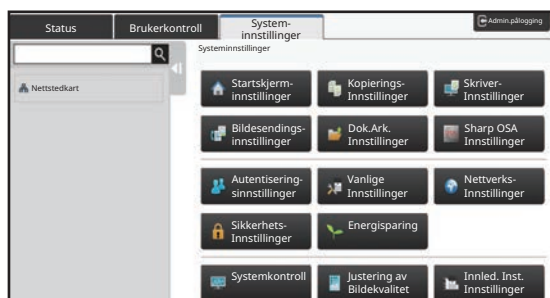 Status
Brukerkontroll
System-
innstillinger
Admin.pålogging
Systeminnstillinger
Nettstedkart
Startskjerm-
innstillinger
Kopierings-
Innstillinger
Skriver-
Innstillinger
Bildesendings-
innstillinger
Dok.Ark.
Innstillinger
Sharp OSA
Innstillinger
Autentisering-
sinnstillinger
Vanlige
Innstillinger
Nettverks-
Innstillinger
Sikkerhets-
Innstillinger
Energisparing
Systemkontroll
Justering av
Bildekvalitet
Innled. Inst.
Innstillinger